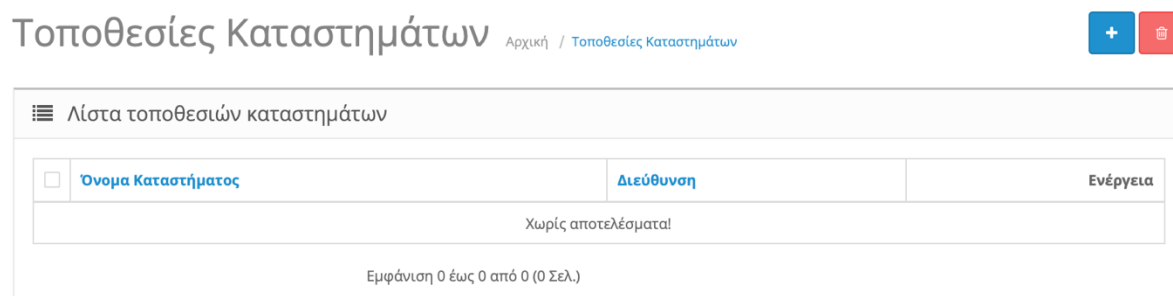 Τοποθεσίες Καταστημάτων Αρχική / Τοποθεσίες Καταστημάτων
Λίστα τοποθεσιών καταστημάτων
Όνομα Καταστήματος Διεύθυνση Ενέργεια
Χωρίς αποτελέσματα!
Εμφάνιση 0 έως 0 από 0 (0 Σελ.)